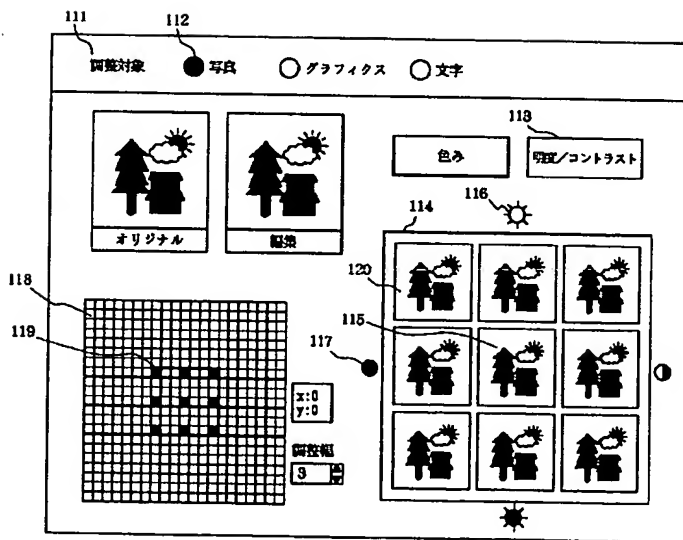 111
112
調整対象 写真 グラフィクス 文字
113
色み 明度/コントラスト
オリジナル 編集
116
114
120
118
119
115
117
x:0
y:0
調整幅
3